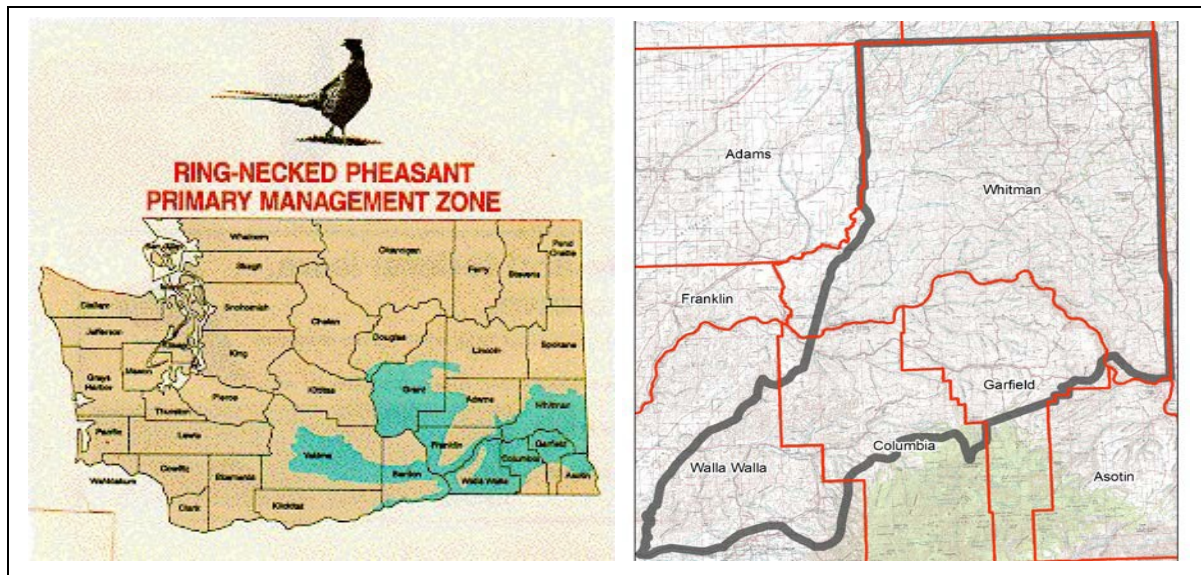 RING-NECKED PHEASANT
PRIMARY MANAGEMENT ZONE
Whatcom
Okanogan
Pend
Oreille
Ferry
Stevens
Skagit
Clallam
Snohomish
Chelan
Jefferson
Douglas
King
Lincoln
Spokane
Mason
Grays
Harbor
Kittitas
Grant
Pierce
Adams
Whitman
Thurston
Pacific
Lewis
Yakima
Franklin
Garfield
Columbia
Cowlitz
Benton
Walla Walla
Asotin
Wahkiakum
Skamania
Klickitat
Clark
Adams
Whitman
Franklin
Garfield
Columbia
Walla Walla
Asotin